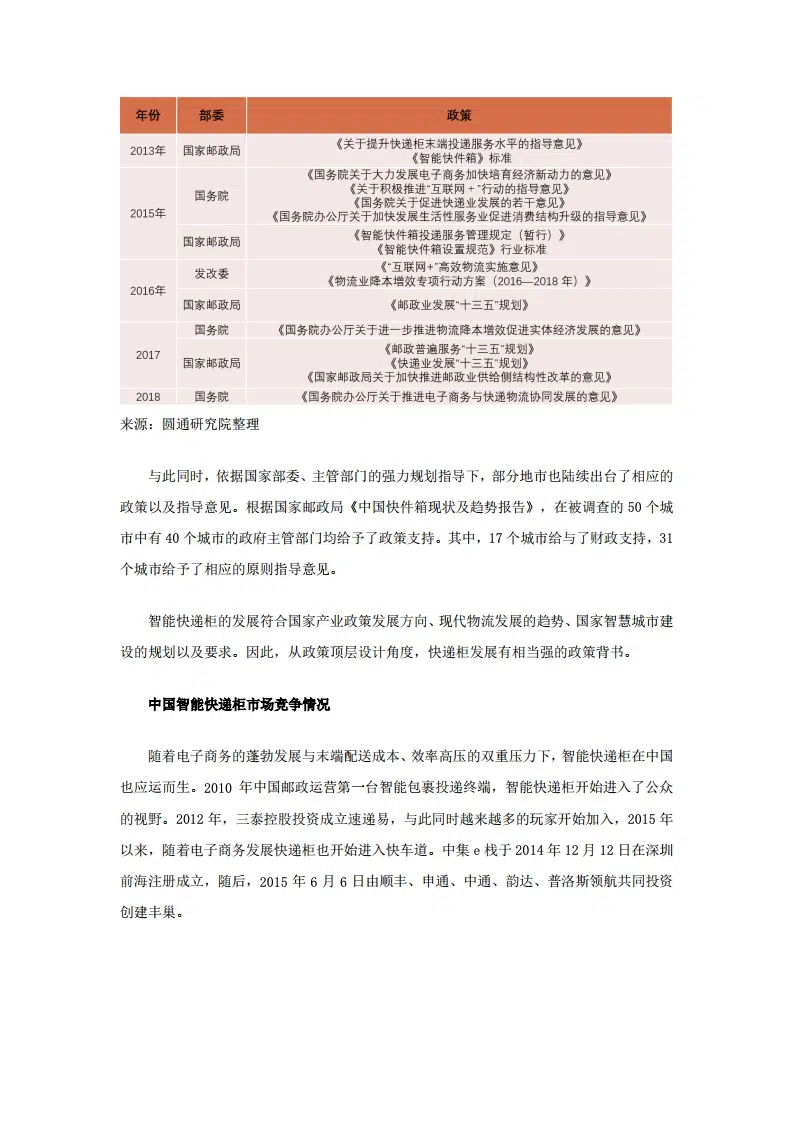 年份 部委 政策
2013年 国家邮政局 《关于提升快递柜末端投递服务水平的指导意见》
《智能快件箱》标准
2015年 国务院 《国务院关于大力发展电子商务加快培育经济新动力的意见》
《关于积极推进“互联网 + ”行动的指导意见》
《国务院关于促进快递业发展的若干意见》
《国务院办公厅关于加快发展生活性服务业促进消费结构升级的指导意见》
国家邮政局 《智能快件箱投递服务管理规定（暂行）》
《智能快件箱设置规范》行业标准
2016年 发改委 《“互联网+”高效物流实施意见》
《物流业降本增效专项行动方案（2016—2018 年）》
国家邮政局 《邮政业发展“十三五”规划》
2017 国务院 《国务院办公厅关于进一步推进物流降本增效促进实体经济发展的意见》
国家邮政局 《邮政普遍服务“十三五”规划》
《快递业发展“十三五”规划》
《国家邮政局关于加快推进邮政业供给侧结构性改革的意见》
2018 国务院 《国务院办公厅关于推进电子商务与快递物流协同发展的意见》
来源：圆通研究院整理
与此同时，依据国家部委、主管部门的强力规划指导下，部分地市也陆续出台了相应的
政策以及指导意见。根据国家邮政局《中国快件箱现状及趋势报告》，在被调查的 50 个城
市中有 40 个城市的政府主管部门均给予了政策支持。其中，17 个城市给与了财政支持，31
个城市给予了相应的原则指导意见。
智能快递柜的发展符合国家产业政策发展方向、现代物流发展的趋势、国家智慧城市建
设的规划以及要求。因此，从政策顶层设计角度，快递柜发展有相当强的政策背书。
中国智能快递柜市场竞争情况
随着电子商务的蓬勃发展与末端配送成本、效率高压的双重压力下，智能快递柜在中国
也应运而生。2010 年中国邮政运营第一台智能包裹投递终端，智能快递柜开始进入了公众
的视野。2012 年，三泰控股投资成立速递易，与此同时越来越多的玩家开始加入，2015 年
以来，随着电子商务发展快递柜也开始进入快车道。中集 e 栈于 2014 年 12 月 12 日在深圳
前海注册成立，随后，2015 年 6 月 6 日由顺丰、申通、中通、韵达、普洛斯领航共同投资
创建丰巢。